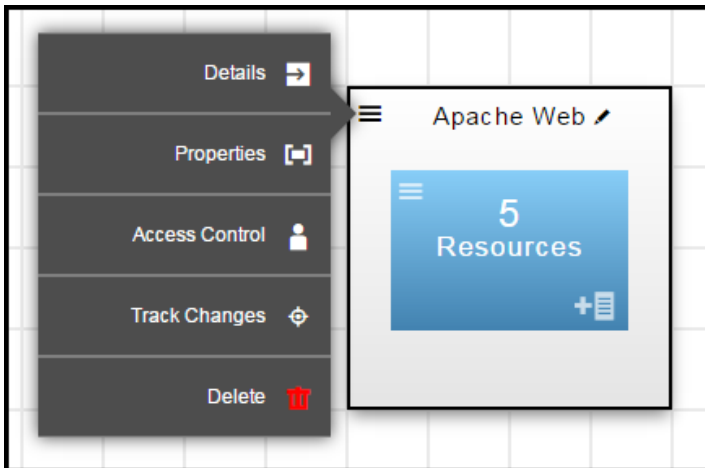 Details
Properties
Access Control
Track Changes
Delete
Apache Web
5
Resources